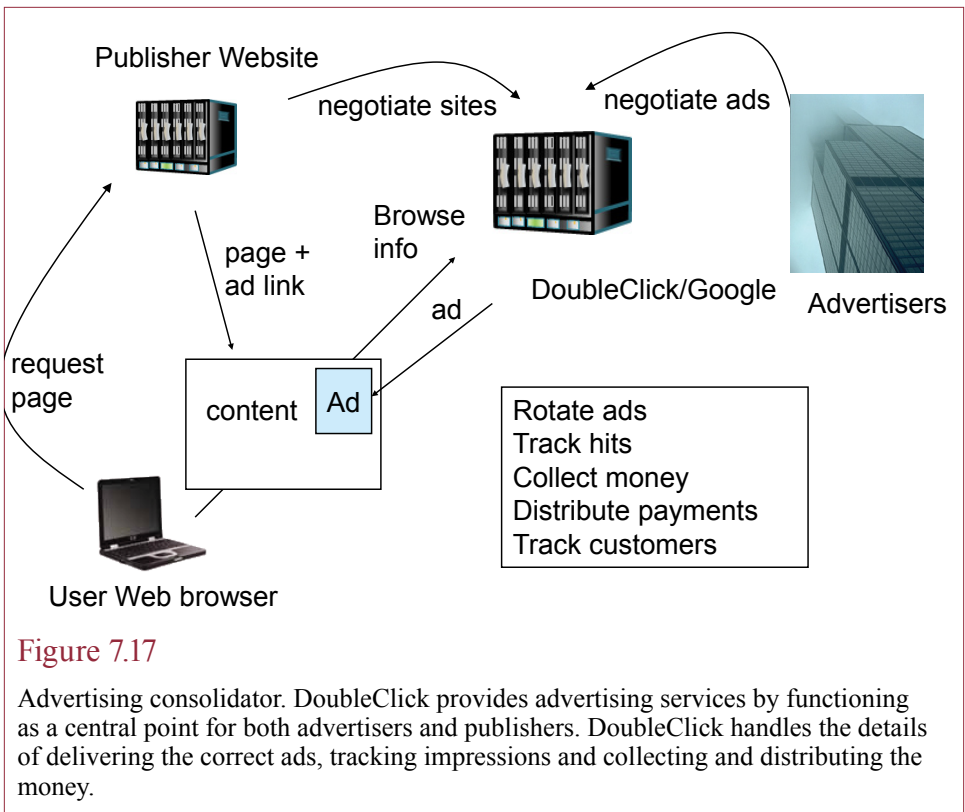 Publisher Website
negotiate sites
negotiate ads
Browse
info
page +
ad link
DoubleClick/Google
Advertisers
ad
request
page
content
Ad
Rotate ads
Track hits
Collect money
Distribute payments
Track customers
User Web browser
Figure 7.17
Advertising consolidator. DoubleClick provides advertising services by functioning
as a central point for both advertisers and publishers. DoubleClick handles the details
of delivering the correct ads, tracking impressions and collecting and distributing the
money.